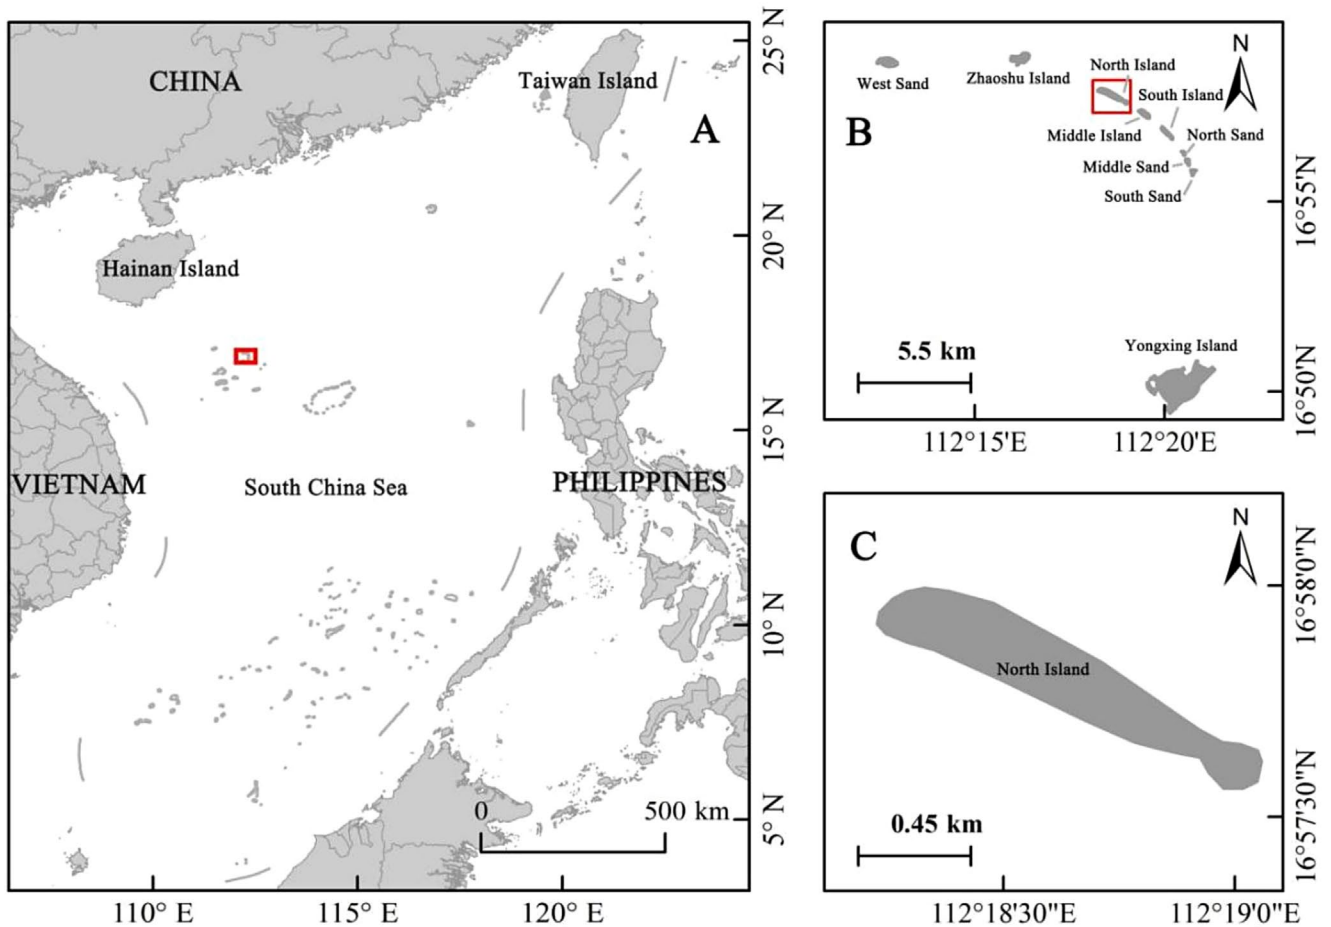 CHINA
Taiwan Island
A
Hainan Island
VIETNAM
South China Sea
PHILIPPINES
0
500 km
25° N
20° N
15° N
10° N
5° N
110° E
115° E
120° E
N
North Island
West Sand
Zhaoshu Island
South Island
B
Middle Island
North Sand
Middle Sand
South Sand
Yongxing Island
5.5 km
16°55'N
16°50'N
112°15'E
112°20'E
N
C
North Island
0.45 km
16°58'0"N
16°57'30"N
112°18'30"E
112°19'0"E